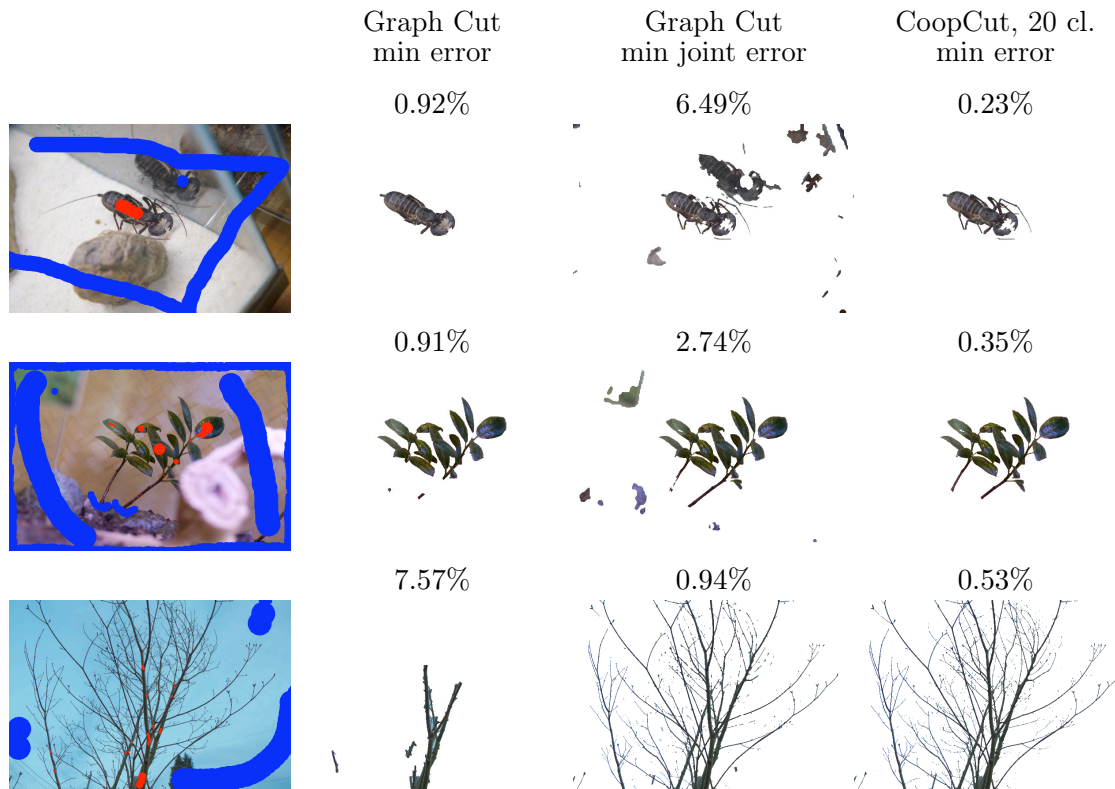 Graph Cut
min error
Graph Cut
min joint error
CoopCut, 20 cl.
min error
0.92%
6.49%
0.23%
0.91%
2.74%
0.35%
7.57%
0.94%
0.53%